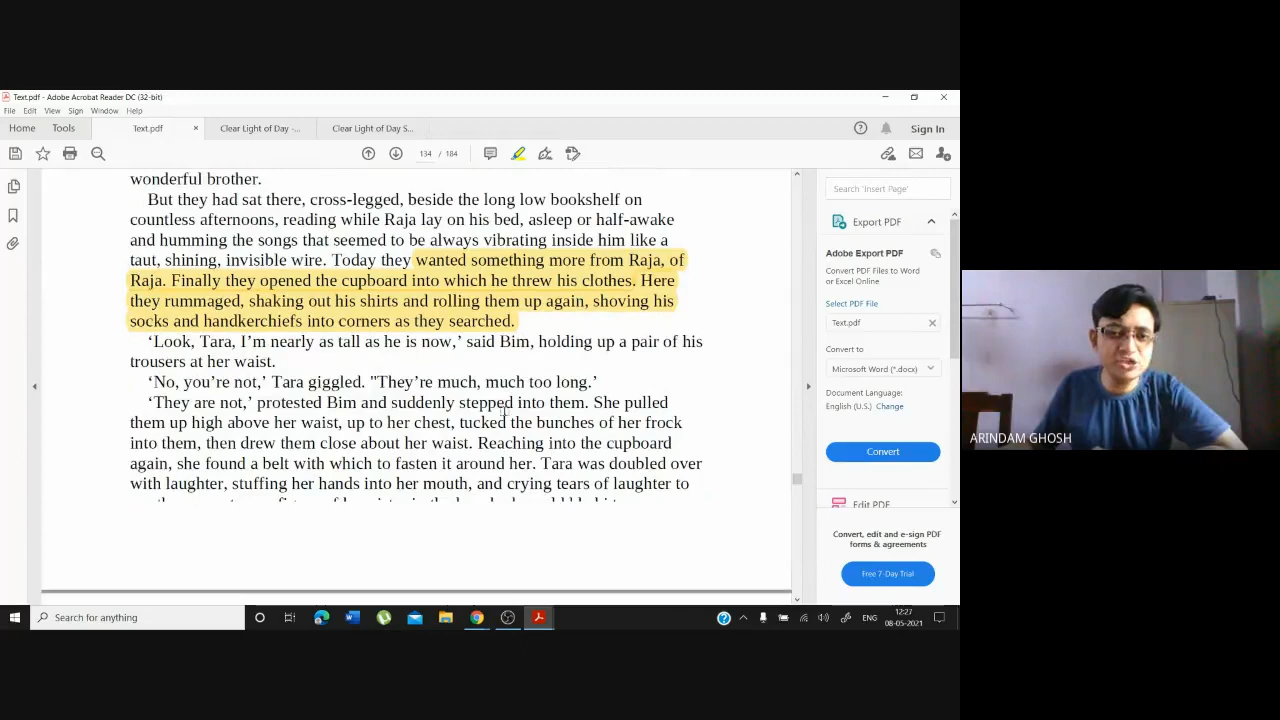 Text.pdf - Adobe Acrobat Reader DC (32-bit)
File Edit View Sign Window Help
Home Tools Text.pdf × Clear Light of Day -... Clear Light of Day S... Sign In
134 / 184
wonderful brother.
But they had sat there, cross-legged, beside the long low bookshelf on
countless afternoons, reading while Raja lay on his bed, asleep or half-awake
and humming the songs that seemed to be always vibrating inside him like a
taut, shining, invisible wire. Today they wanted something more from Raja, of
Raja. Finally they opened the cupboard into which he threw his clothes. Here
they rummaged, shaking out his shirts and rolling them up again, shoving his
socks and handkerchiefs into corners as they searched.
‘Look, Tara, I’m nearly as tall as he is now,’ said Bim, holding up a pair of his
trousers at her waist.
‘No, you’re not,’ Tara giggled. "They’re much, much too long.’
‘They are not,’ protested Bim and suddenly stepped into them. She pulled
them up high above her waist, up to her chest, tucked the bunches of her frock
into them, then drew them close about her waist. Reaching into the cupboard
again, she found a belt with which to fasten it around her. Tara was doubled over
with laughter, stuffing her hands into her mouth, and crying tears of laughter to
Search 'Insert Page'
Export PDF
Adobe Export PDF
Convert PDF Files to Word
or Excel Online
Select PDF File
Text.pdf
Convert to
Microsoft Word (*.docx)
Document Language:
English (U.S.) Change
Convert
Edit PDF
Convert, edit and e-sign PDF
forms & agreements
Free 7-Day Trial
ARINDAM GHOSH
Search for anything
ENG
12:27
08-05-2021